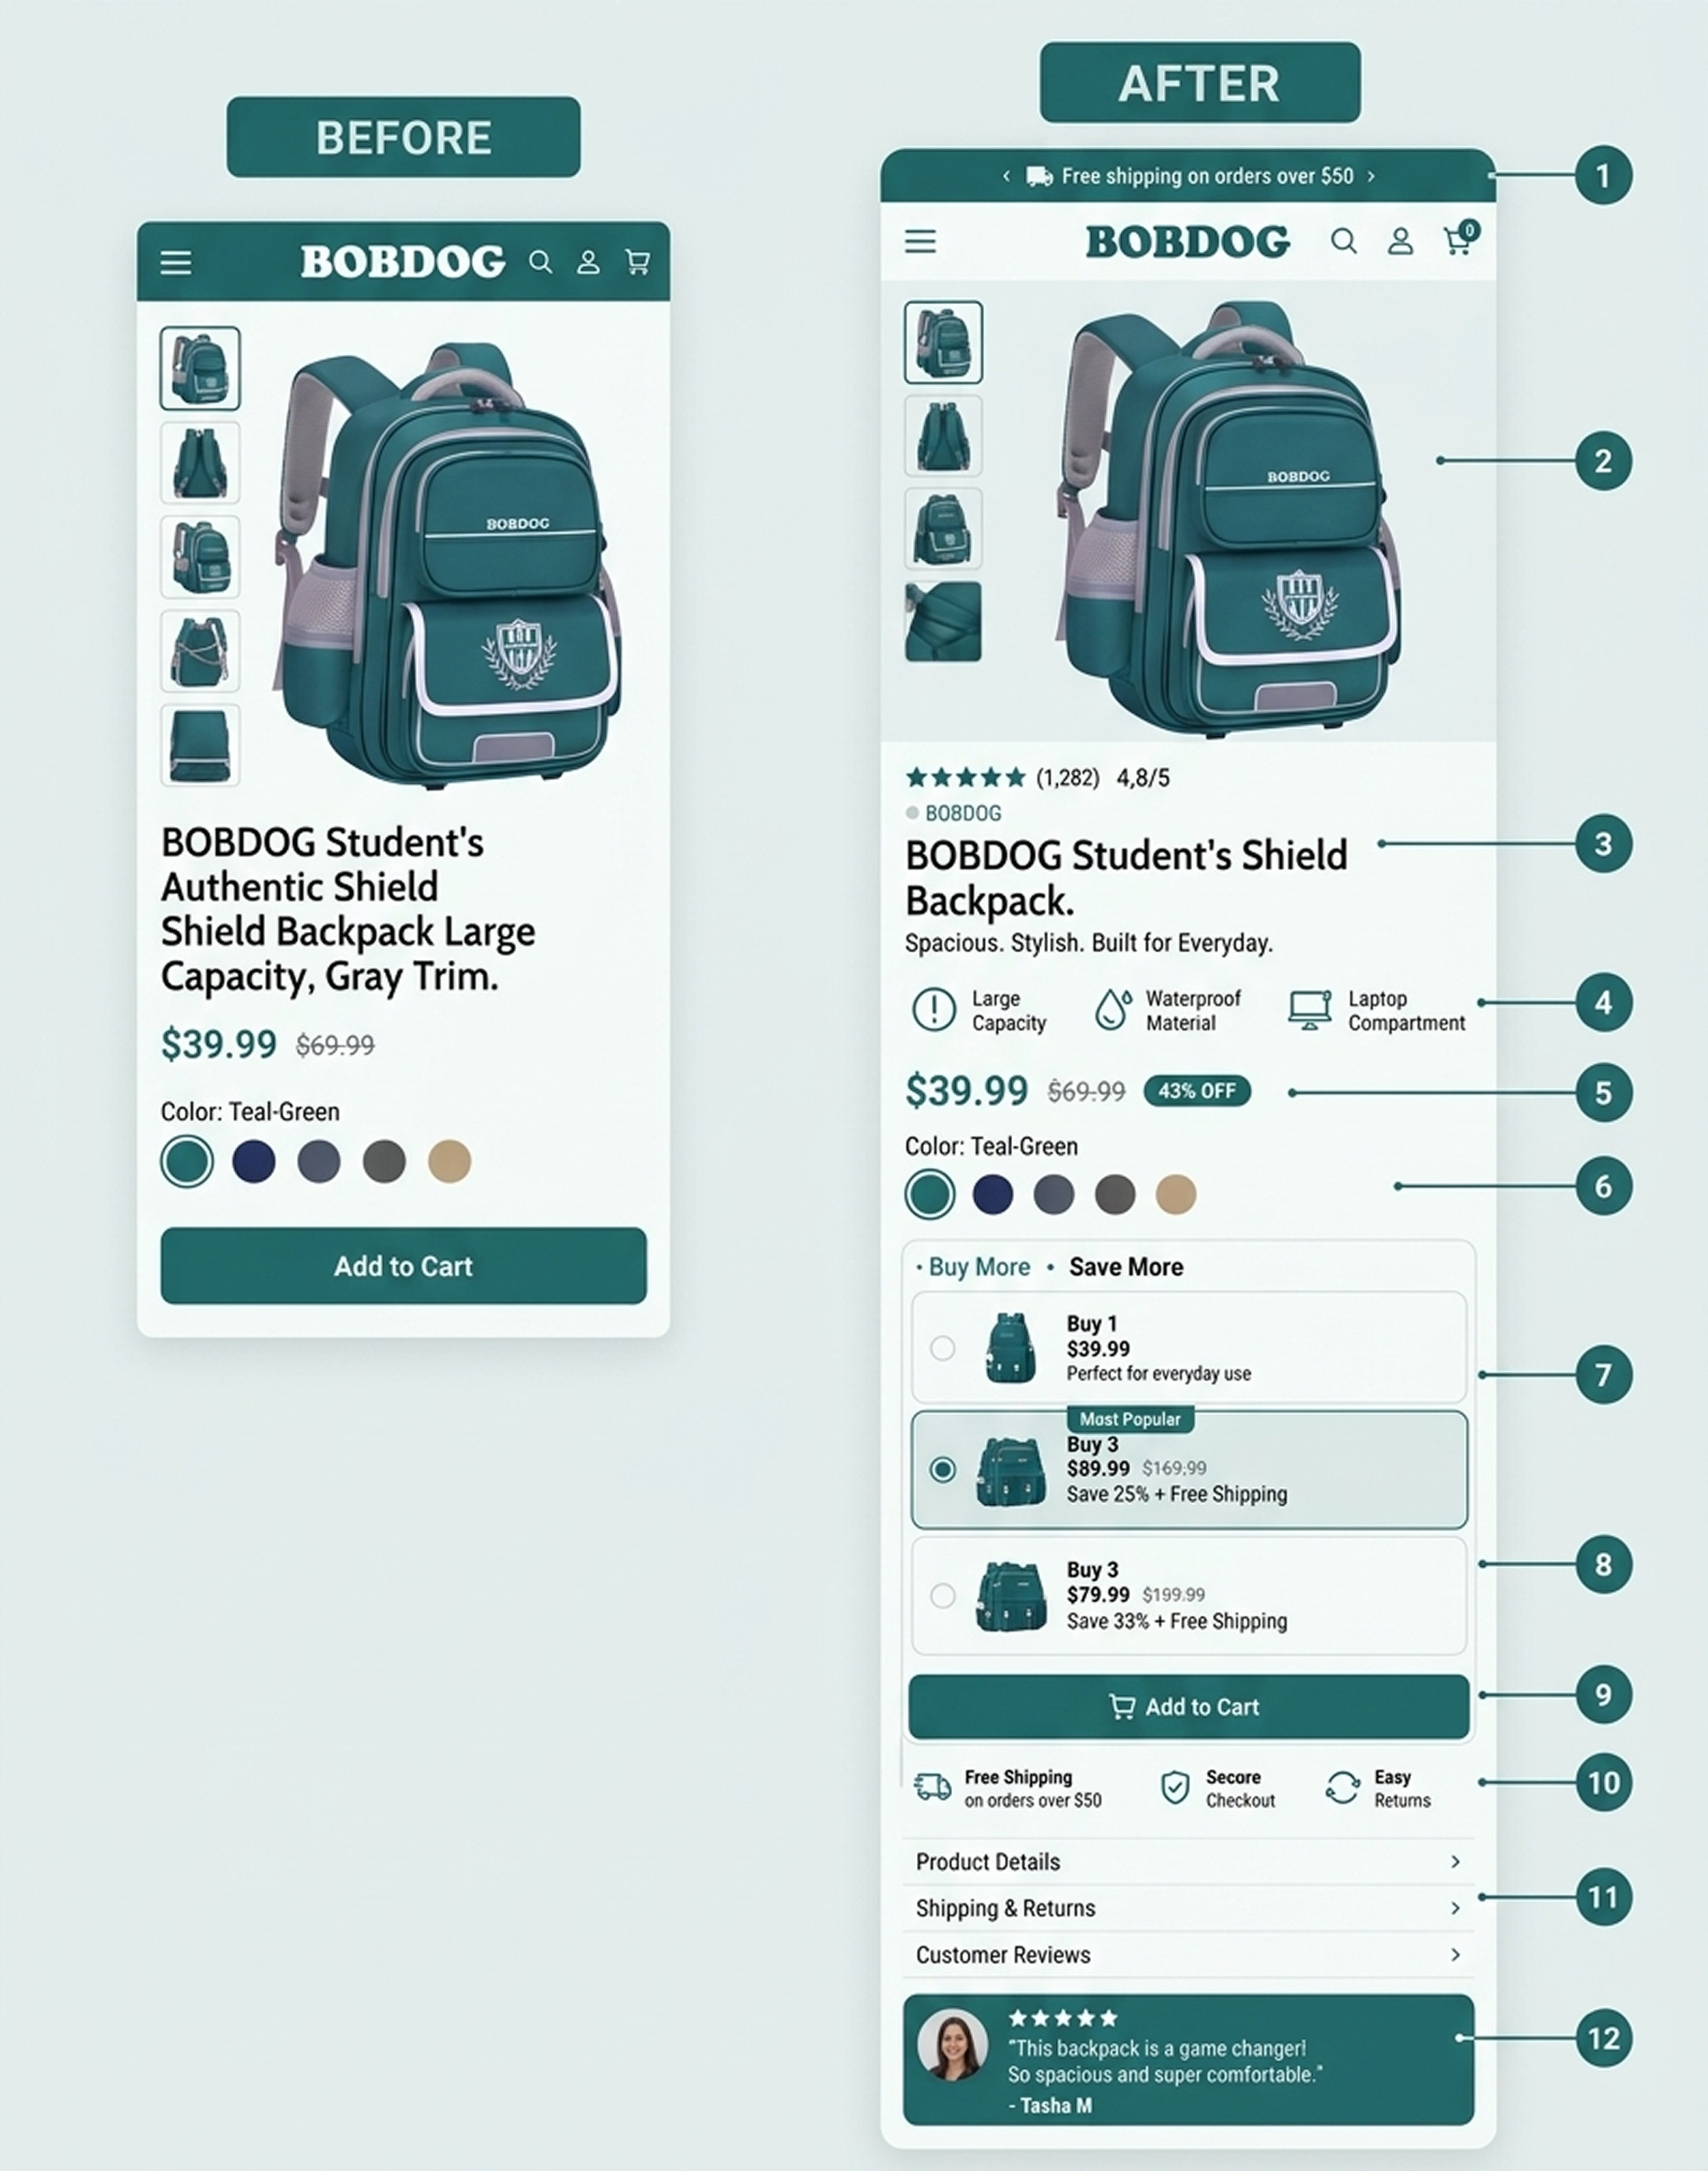 BEFORE
BOBDOG
BOBDOG
BOBDOG Student's
Authentic Shield
Shield Backpack Large
Capacity, Gray Trim.
$39.99 $69.99
Color: Teal-Green
Add to Cart
AFTER
Free shipping on orders over $50
1
BOBDOG
0
BOBDOG
2
(1,282) 4,8/5
BO8DOG
BOBDOG Student's Shield
Backpack.
3
Spacious. Stylish. Built for Everyday.
Large
Capacity
Waterproof
Material
Laptop
Compartment
4
$39.99 $69.99 43% OFF
5
Color: Teal-Green
6
• Buy More • Save More
Buy 1
$39.99
Perfect for everyday use
7
Most Popular
Buy 3
$89.99 $169.99
Save 25% + Free Shipping
Buy 3
$79.99 $199.99
Save 33% + Free Shipping
8
Add to Cart
9
Free Shipping
on orders over $50
Secore
Checkout
Easy
Returns
10
Product Details
Shipping & Returns
11
Customer Reviews
"This backpack is a game changer!
So spacious and super comfortable."
- Tasha M
12